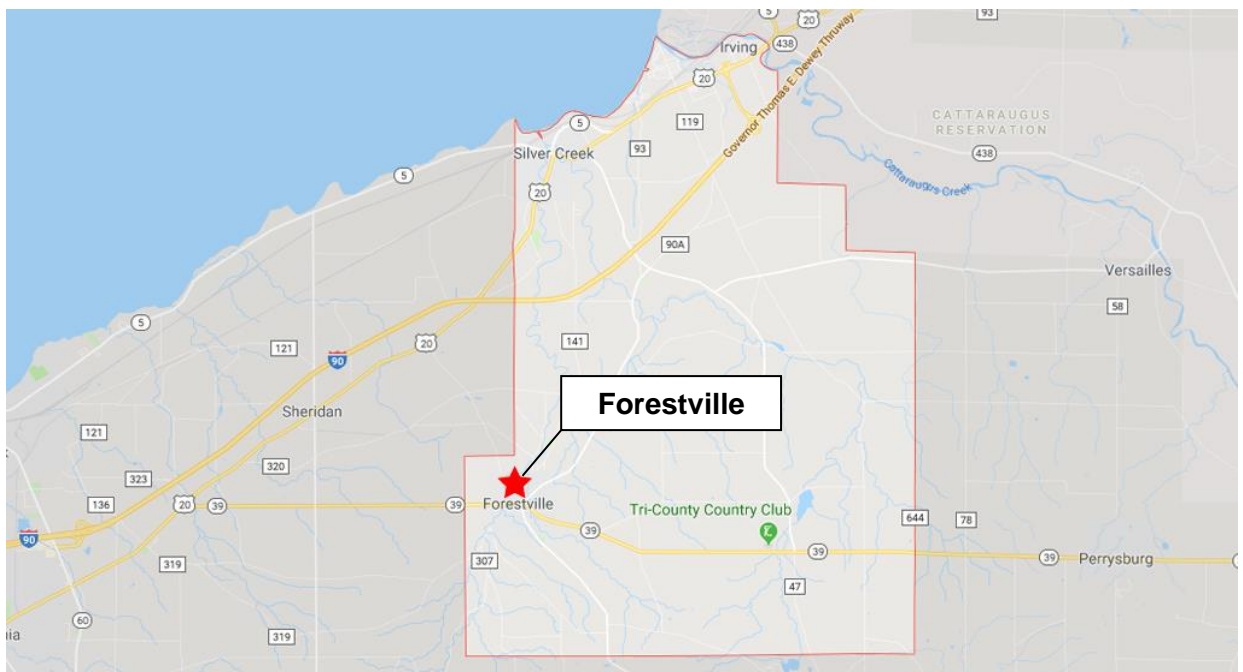 5
20
93
Irving
438
20
Governor Thomas E. Dewey Thruway
119
5
CATTARAUGUS
RESERVATION
Silver Creek
93
438
5
20
Cattaraugus Creek
90A
Versailles
58
5
141
121
20
90
Forestville
Sheridan
121
320
323
136
20
39
39
Forestville
Tri-County Country Club
644
78
39
90
39
39
Perrysburg
319
307
47
60
319
ia